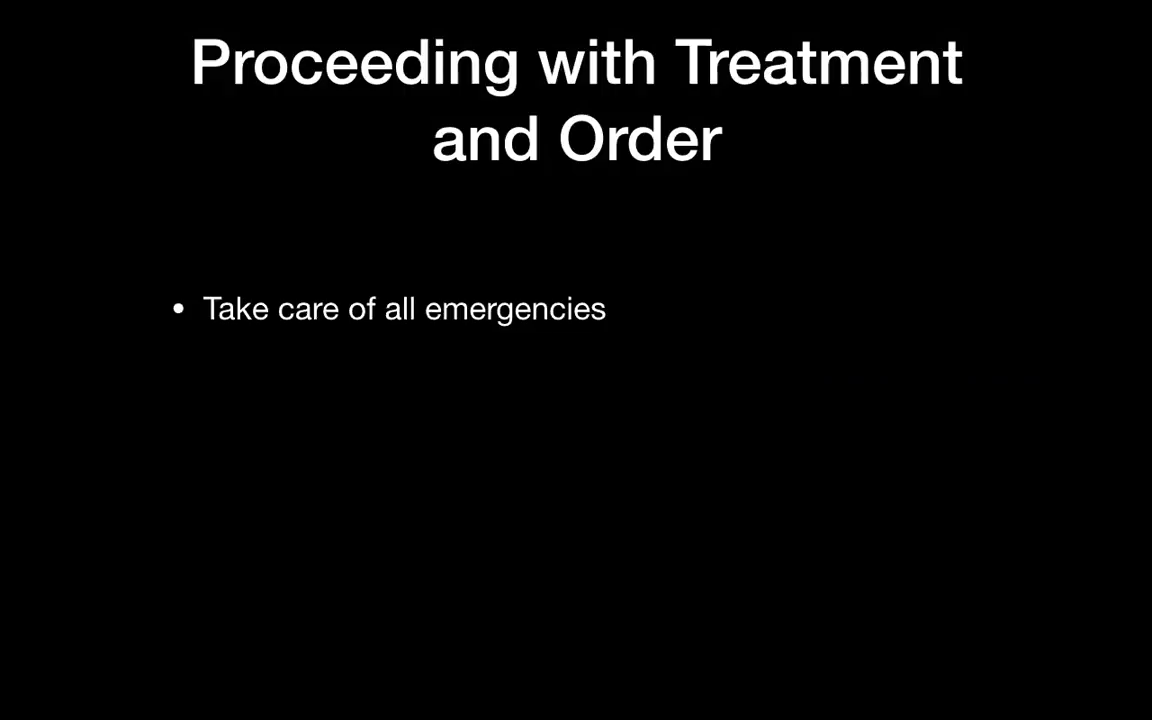 Proceeding with Treatment
and Order
• Take care of all emergencies